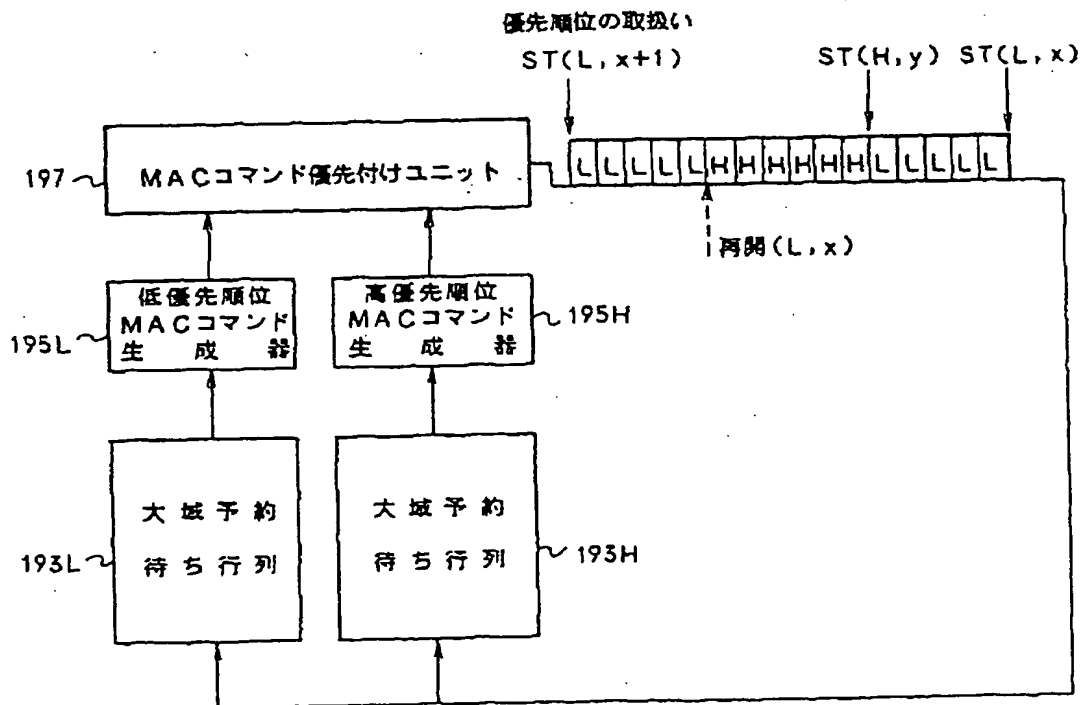 優先順位の取扱い
ST(L,x+1)
ST(H,y)
ST(L,x)
197
MACコマンド優先付けユニット
LLLLLHHHHHHLLLLL
再開(L,x)
195L
低優先順位
MACコマンド
生成器
高優先順位
MACコマンド
生成器
195H
193L
大域予約
待ち行列
大域予約
待ち行列
193H